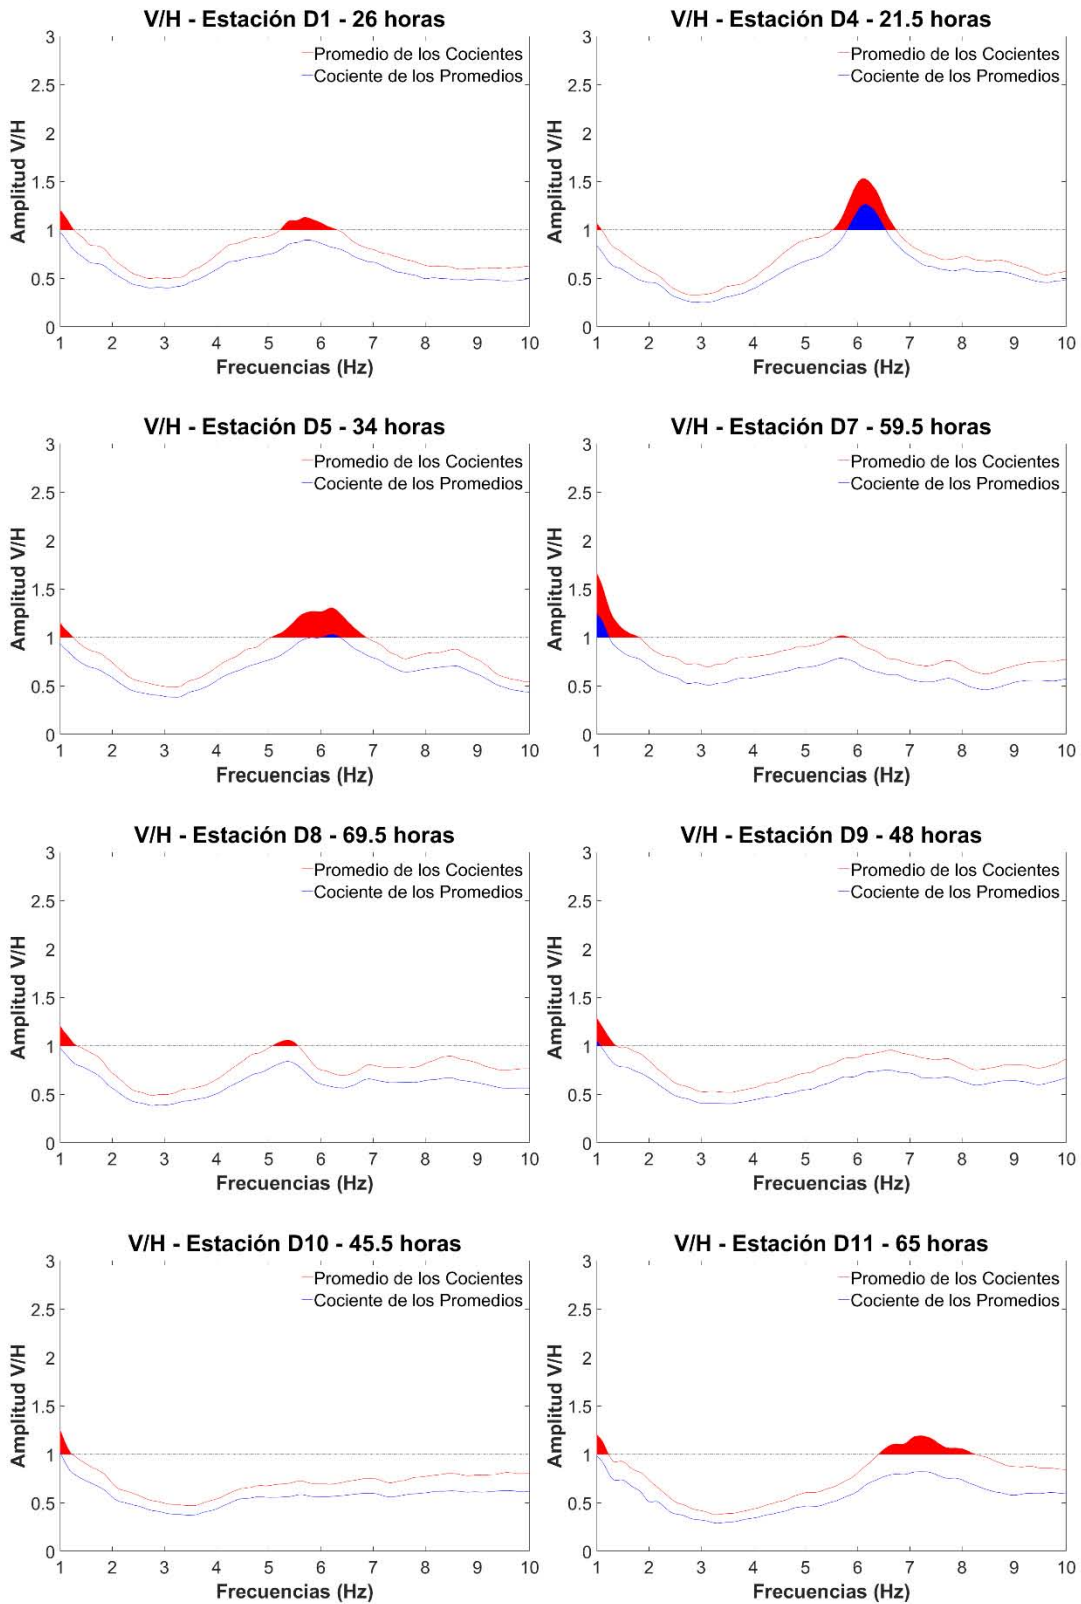 V/H - Estación D1 - 26 horas
Promedio de los Cocientes
Cociente de los Promedios
Amplitud V/H
3
2.5
2
1.5
1
0.5
0
1 2 3 4 5 6 7 8 9 10
Frecuencias (Hz)
V/H - Estación D4 - 21.5 horas
Promedio de los Cocientes
Cociente de los Promedios
Amplitud V/H
3
2.5
2
1.5
1
0.5
0
1 2 3 4 5 6 7 8 9 10
Frecuencias (Hz)
V/H - Estación D5 - 34 horas
Promedio de los Cocientes
Cociente de los Promedios
Amplitud V/H
3
2.5
2
1.5
1
0.5
0
1 2 3 4 5 6 7 8 9 10
Frecuencias (Hz)
V/H - Estación D7 - 59.5 horas
Promedio de los Cocientes
Cociente de los Promedios
Amplitud V/H
3
2.5
2
1.5
1
0.5
0
1 2 3 4 5 6 7 8 9 10
Frecuencias (Hz)
V/H - Estación D8 - 69.5 horas
Promedio de los Cocientes
Cociente de los Promedios
Amplitud V/H
3
2.5
2
1.5
1
0.5
0
1 2 3 4 5 6 7 8 9 10
Frecuencias (Hz)
V/H - Estación D9 - 48 horas
Promedio de los Cocientes
Cociente de los Promedios
Amplitud V/H
3
2.5
2
1.5
1
0.5
0
1 2 3 4 5 6 7 8 9 10
Frecuencias (Hz)
V/H - Estación D10 - 45.5 horas
Promedio de los Cocientes
Cociente de los Promedios
Amplitud V/H
3
2.5
2
1.5
1
0.5
0
1 2 3 4 5 6 7 8 9 10
Frecuencias (Hz)
V/H - Estación D11 - 65 horas
Promedio de los Cocientes
Cociente de los Promedios
Amplitud V/H
3
2.5
2
1.5
1
0.5
0
1 2 3 4 5 6 7 8 9 10
Frecuencias (Hz)